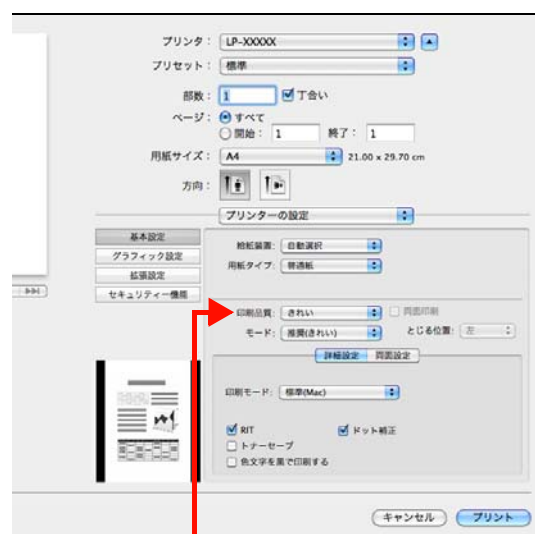 プリンタ： LP-XXXXX
プリセット： 標準
部数： 1 丁合い
ページ： すべて
開始： 1 終了： 1
用紙サイズ： A4 21.00 x 29.70 cm
方向：
プリンターの設定
基本設定
グラフィック設定
拡張設定
セキュリティー機能
給紙装置： 自動選択
用紙タイプ： 普通紙
印刷品質： きれい 両面印刷
モード： 推奨(きれい) とじる位置： 左
詳細設定 両面設定
印刷モード： 標準(Mac)
RIT ドット補正
トナーセーブ
色文字を黒で印刷する
キャンセル プリント